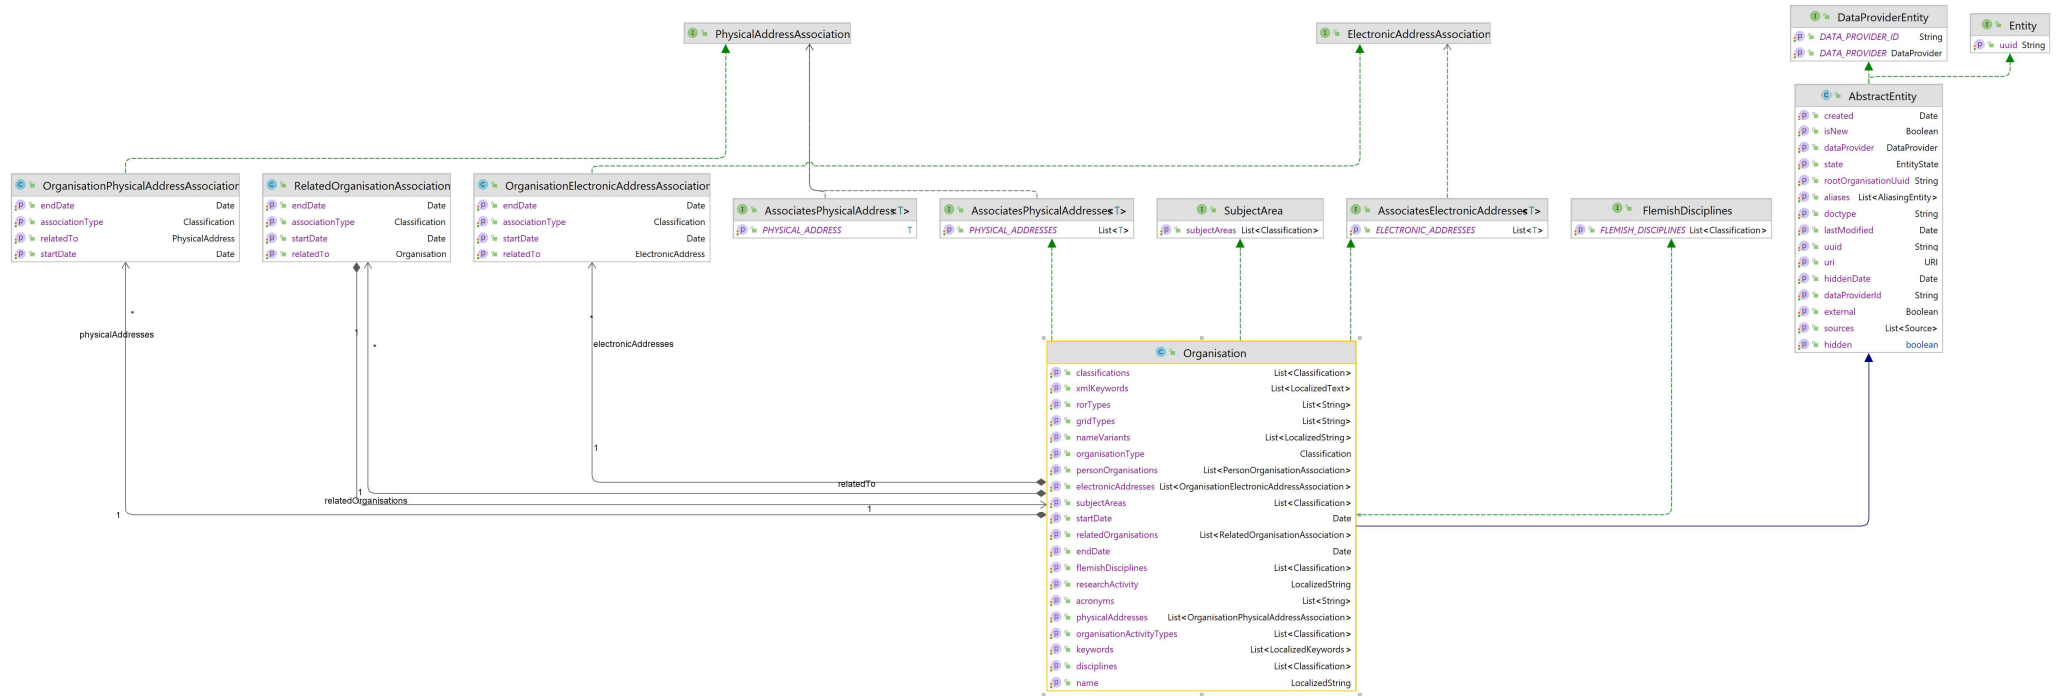 PhysicalAddressAssociation
ElectronicAddressAssociation
DataProviderEntity
DATA_PROVIDER_ID String
DATA_PROVIDER DataProvider
Entity
uuid String
AbstractEntity
created Date
isNew Boolean
dataProvider DataProvider
state EntityState
rootOrganisationUuid String
aliases List<AliasingEntity>
doctype String
lastModified Date
uuid String
uri URI
hiddenDate Date
dataProviderId String
external Boolean
sources List<Source>
hidden boolean
OrganisationPhysicalAddressAssociation
endDate Date
associationType Classification
relatedTo PhysicalAddress
startDate Date
RelatedOrganisationAssociation
endDate Date
associationType Classification
startDate Date
relatedTo Organisation
OrganisationElectronicAddressAssociation
endDate Date
associationType Classification
startDate Date
relatedTo ElectronicAddress
AssociatesPhysicalAddress<T>
PHYSICAL_ADDRESS T
AssociatesPhysicalAddresses<T>
PHYSICAL_ADDRESSES List<T>
SubjectArea
subjectAreas List<Classification>
AssociatesElectronicAddresses<T>
ELECTRONIC_ADDRESSES List<T>
FlemishDisciplines
FLEMISH_DISCIPLINES List<Classification>
*
physicalAddresses
1
1
*
1
relatedOrganisations
*
electronicAddresses
1
relatedTo
1
Organisation
classifications List<Classification>
xmlKeywords List<LocalizedText>
rorTypes List<String>
gridTypes List<String>
nameVariants List<LocalizedString>
organisationType Classification
personOrganisations List<PersonOrganisationAssociation>
electronicAddresses List<OrganisationElectronicAddressAssociation>
subjectAreas List<Classification>
startDate Date
relatedOrganisations List<RelatedOrganisationAssociation>
endDate Date
flemishDisciplines List<Classification>
researchActivity LocalizedString
acronyms List<String>
physicalAddresses List<OrganisationPhysicalAddressAssociation>
organisationActivityTypes List<Classification>
keywords List<LocalizedKeywords>
disciplines List<Classification>
name LocalizedString